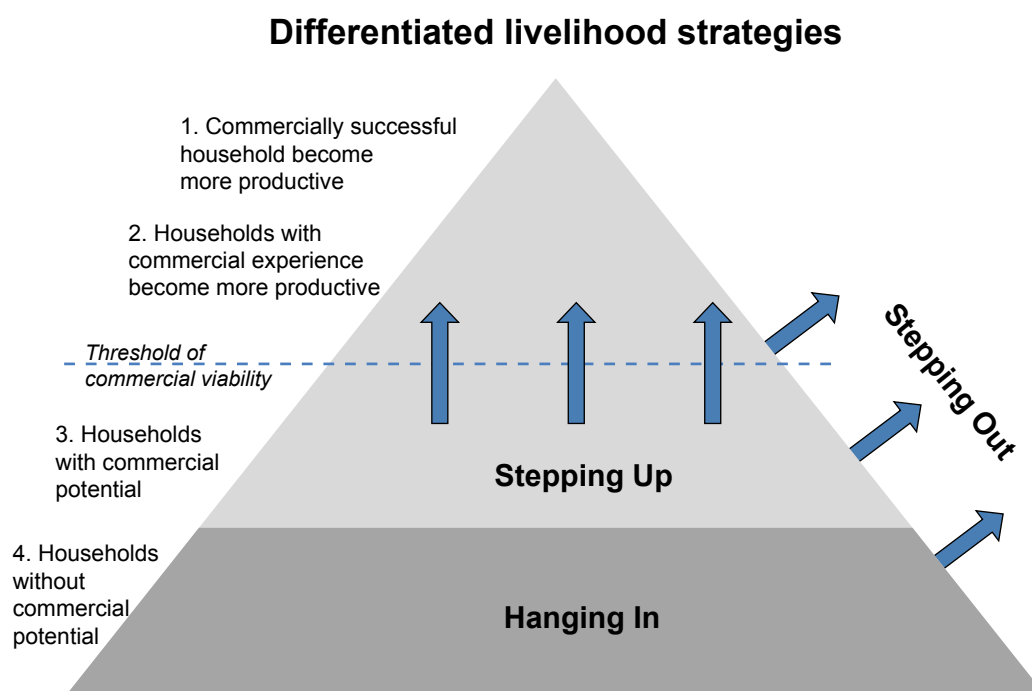 Differentiated livelihood strategies
1. Commercially successful
household become
more productive
2. Households with
commercial experience
become more productive
Threshold of
commercial viability
3. Households
with commercial
potential
Stepping Up
4. Households
without
commercial
potential
Hanging In
Stepping Out